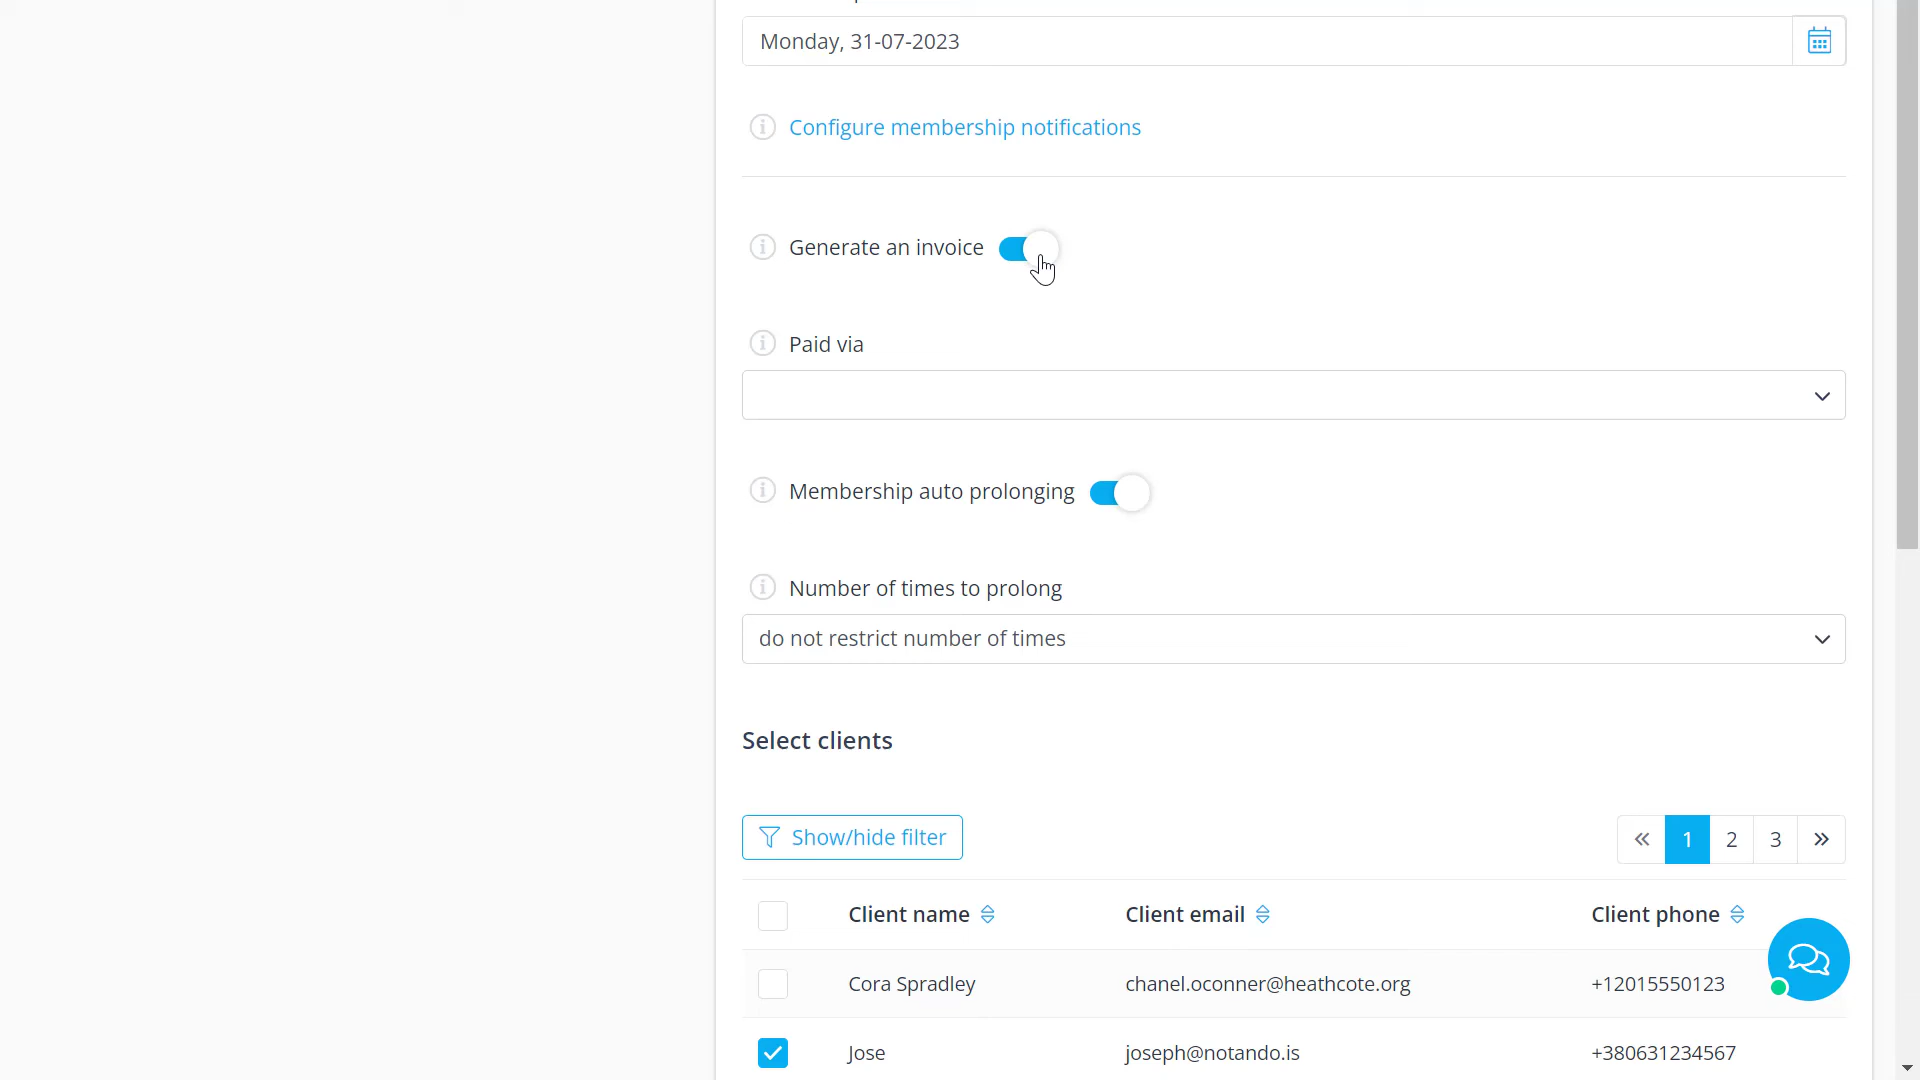 Monday, 31-07-2023
Configure membership notifications
Generate an invoice
Paid via
Membership auto prolonging
Number of times to prolong
do not restrict number of times
Select clients
Show/hide filter
« 1 2 3 »
Client name Client email Client phone
Cora Spradley chanel.oconner@heathcote.org +12015550123
Jose joseph@notando.is +380631234567